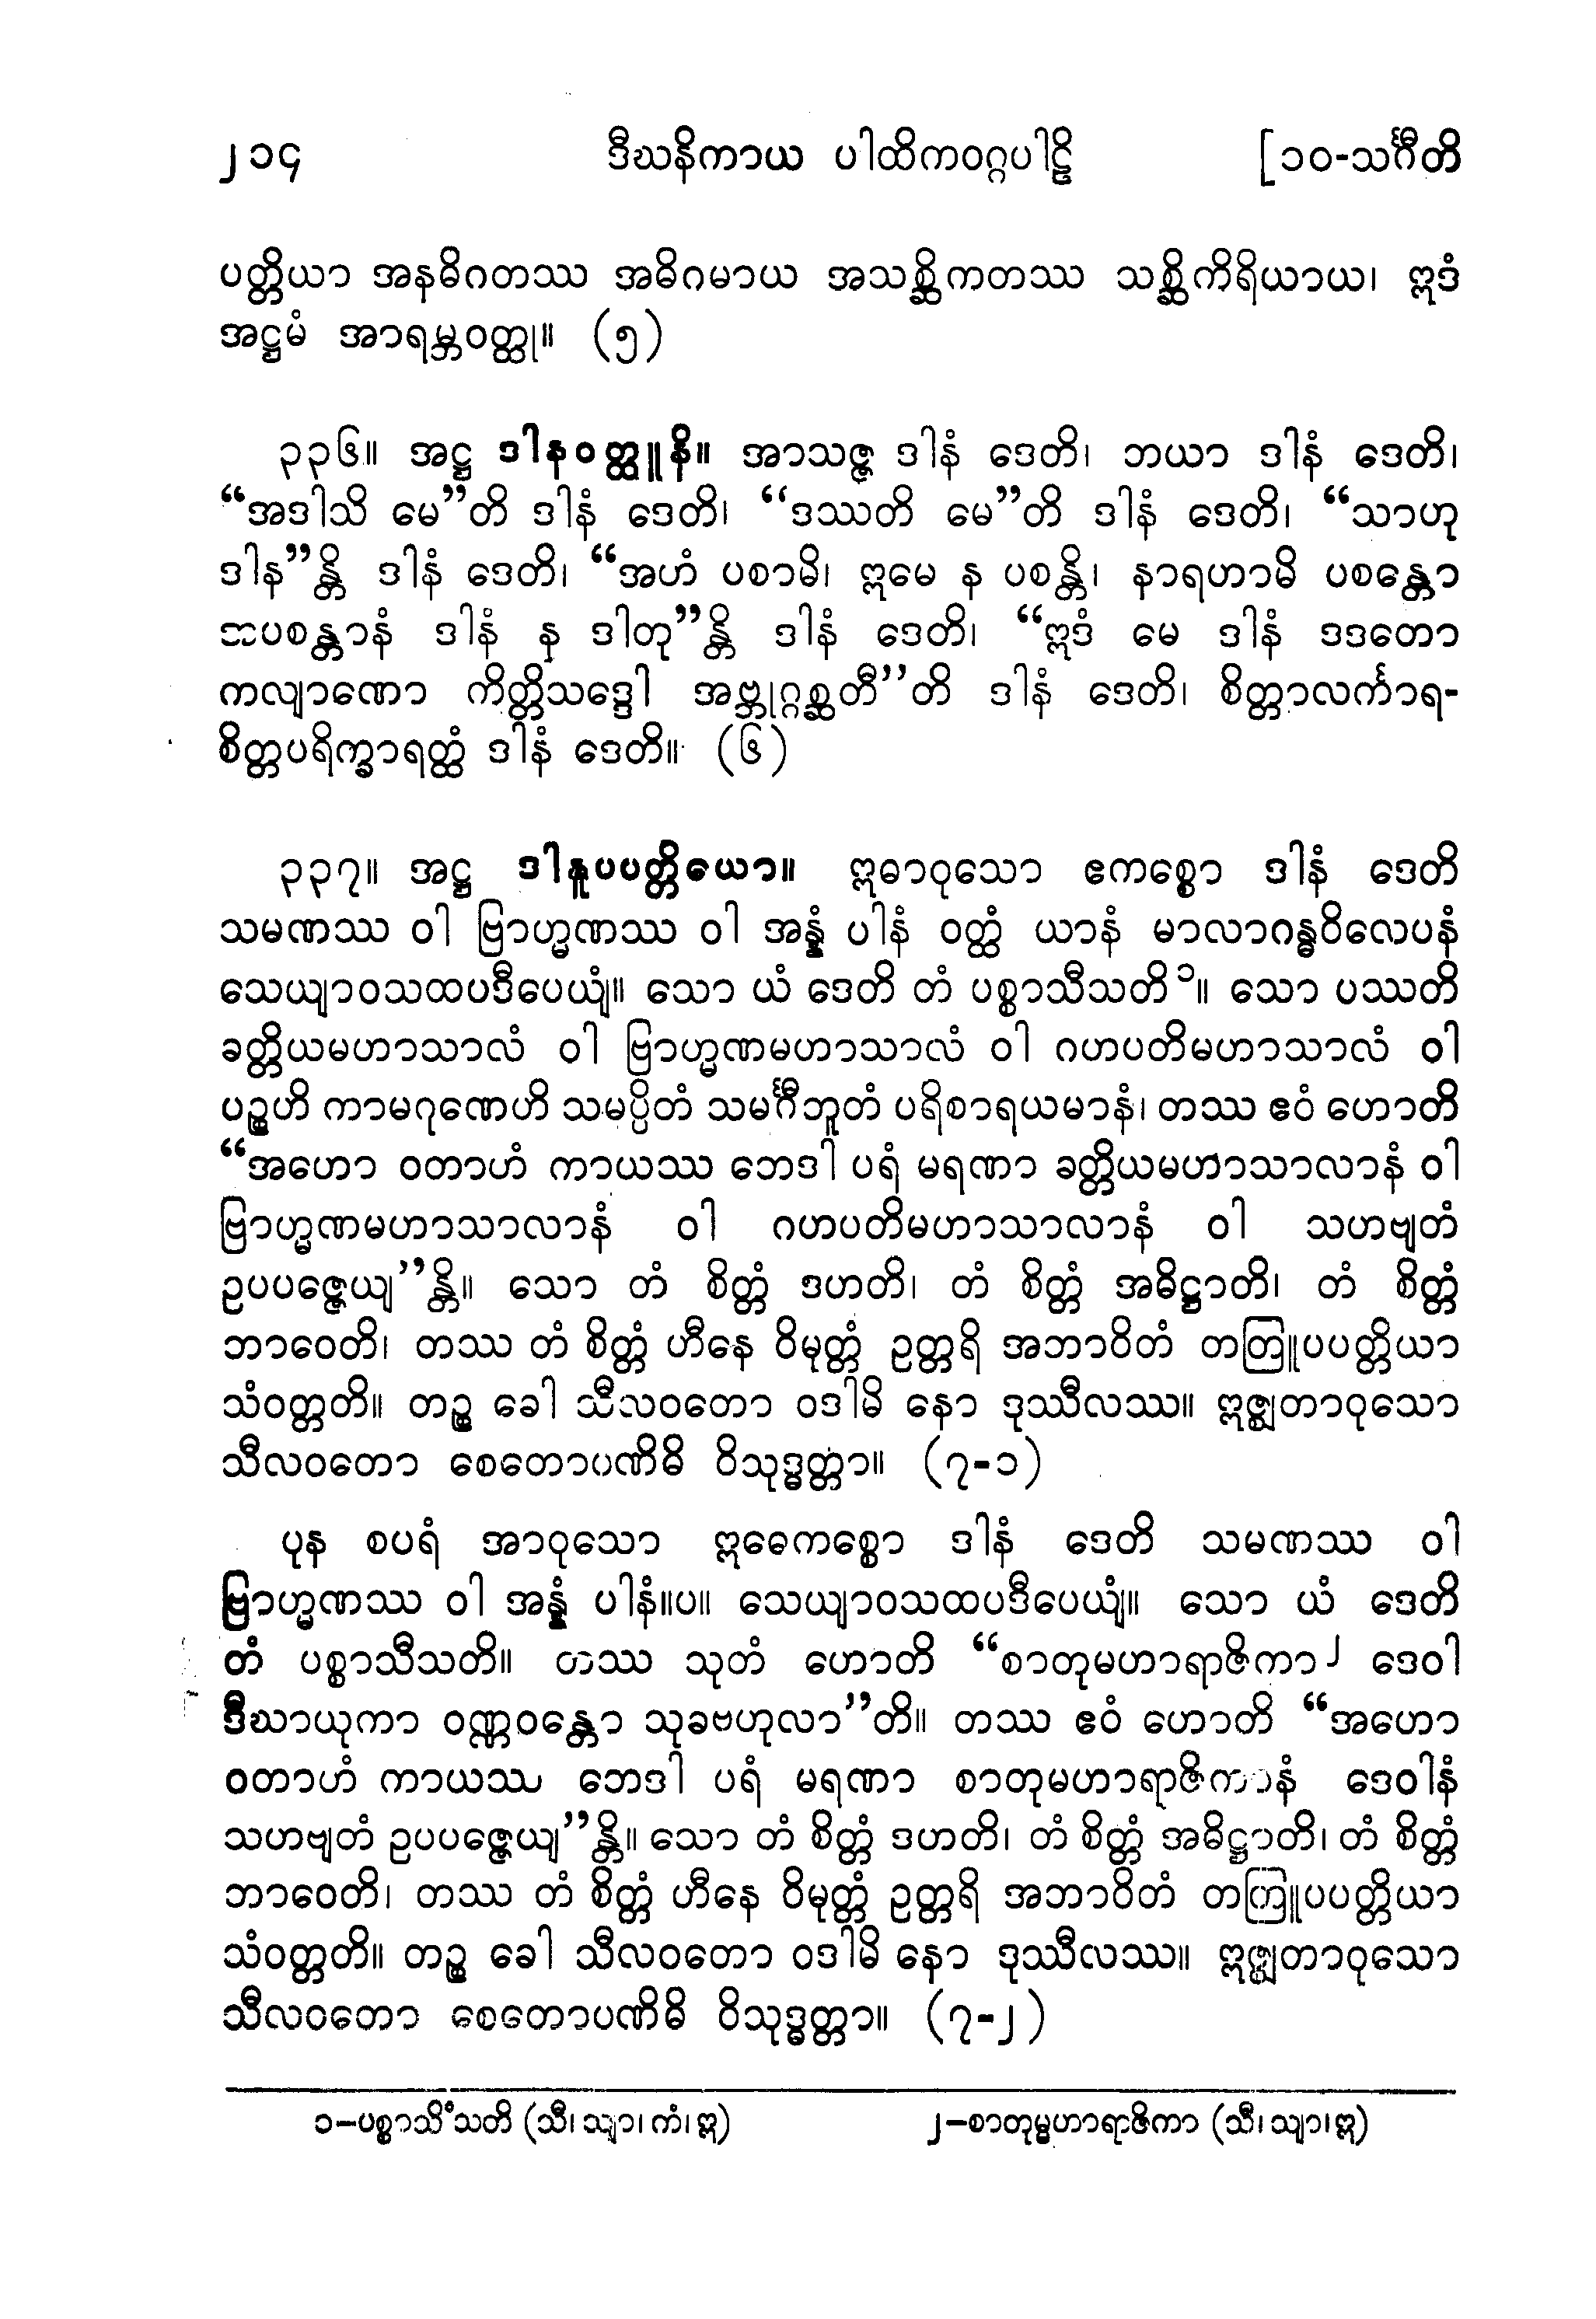 ၂၁၄ ဒီဃနိကာယ ပါထိကဝဂ္ဂပါဠိ [၁၀-သင်္ဂီတိ
ပတ္တိယာ အနဓိဂတဿ အဓိဂမာယ အသစ္ဆိကတဿ သစ္ဆိကိရိယာယ၊ ဣဒံ
အဋ္ဌမံ အာရမ္ဘဝတ္ထု။ (၅)
၃၃၆။ အဋ္ဌ ဒါနဝတ္ထူနိ။ အာသဇ္ဇ ဒါနံ ဒေတိ၊ ဘယာ ဒါနံ ဒေတိ၊
“အဒါသိ မေ”တိ ဒါနံ ဒေတိ၊ “ဒဿတိ မေ”တိ ဒါနံ ဒေတိ၊ “သာဟု
ဒါန”န္တိ ဒါနံ ဒေတိ၊ “အဟံ ပစာမိ၊ ဣမေ န ပစန္တိ၊ နာရဟာမိ ပစန္တော
အပစန္တာနံ ဒါနံ န ဒါတု”န္တိ ဒါနံ ဒေတိ၊ “ဣဒံ မေ ဒါနံ ဒဒတော
ကလျာဏော ကိတ္တိသဒ္ဒေါ အဗ္ဘုဂ္ဂစ္ဆတီ”တိ ဒါနံ ဒေတိ၊ စိတ္တာလင်္ကာရ-
စိတ္တပရိက္ခာရတ္ထံ ဒါနံ ဒေတိ။ (၆)
၃၃၇။ အဋ္ဌ ဒါနူပပတ္တိယော။ ဣဓာဝုသော ဧကစ္စော ဒါနံ ဒေတိ
သမဏဿ ဝါ ဗြာဟ္မဏဿ ဝါ အန္နံ ပါနံ ဝတ္ထံ ယာနံ မာလာဂန္ဓဝိလေပနံ
သေယျာဝသထပဒီပေယျံ။ သော ယံ ဒေတိ တံ ပစ္စာသီသတိ၁။ သော ပဿတိ
ခတ္တိယမဟာသာလံ ဝါ ဗြာဟ္မဏမဟာသာလံ ဝါ ဂဟပတိမဟာသာလံ ဝါ
ပဉ္စဟိ ကာမဂုဏေဟိ သမပ္ပိတံ သမင်္ဂီဘူတံ ပရိစာရယမာနံ၊ တဿ ဧဝံ ဟောတိ
“အဟော ဝတာဟံ ကာယဿ ဘေဒါ ပရံ မရဏာ ခတ္တိယမဟာသာလာနံ ဝါ
ဗြာဟ္မဏမဟာသာလာနံ ဝါ ဂဟပတိမဟာသာလာနံ ဝါ သဟဗျတံ
ဥပပဇ္ဇေယျ”န္တိ။ သော တံ စိတ္တံ ဒဟတိ၊ တံ စိတ္တံ အဓိဋ္ဌာတိ၊ တံ စိတ္တံ
ဘာဝေတိ၊ တဿ တံ စိတ္တံ ဟီနေ ဝိမုတ္တံ ဥတ္တရိ အဘာဝိတံ တတြူပပတ္တိယာ
သံဝတ္တတိ။ တဉ္စ ခေါ သီလဝတော ဝဒါမိ နော ဒုဿီလဿ။ ဣဇ္ဈတာဝုသော
သီလဝတော စေတောပဏိဓိ ဝိသုဒ္ဓတ္တာ။ (၇-၁)
ပုန စပရံ အာဝုသော ဣဓေကစ္စော ဒါနံ ဒေတိ သမဏဿ ဝါ
ဗြာဟ္မဏဿ ဝါ အန္နံ ပါနံ။ပ။ သေယျာဝသထပဒီပေယျံ။ သော ယံ ဒေတိ
တံ ပစ္စာသီသတိ။ တဿ သုတံ ဟောတိ “စာတုမဟာရာဇိကာ၂ ဒေဝါ
ဒီဃာယုကာ ဝဏ္ဏဝန္တော သုခဗဟုလာ”တိ။ တဿ ဧဝံ ဟောတိ “အဟော
ဝတာဟံ ကာယဿ ဘေဒါ ပရံ မရဏာ စာတုမဟာရာဇိကာနံ ဒေဝါနံ
သဟဗျတံ ဥပပဇ္ဇေယျ”န္တိ။ သော တံ စိတ္တံ ဒဟတိ၊ တံ စိတ္တံ အဓိဋ္ဌာတိ၊ တံ စိတ္တံ
ဘာဝေတိ၊ တဿ တံ စိတ္တံ ဟီနေ ဝိမုတ္တံ ဥတ္တရိ အဘာဝိတံ တတြူပပတ္တိယာ
သံဝတ္တတိ။ တဉ္စ ခေါ သီလဝတော ဝဒါမိ နော ဒုဿီလဿ။ ဣဇ္ဈတာဝုသော
သီလဝတော စေတောပဏိဓိ ဝိသုဒ္ဓတ္တာ။ (၇-၂)
၁–ပစ္စာသိံသတိ (သီ၊ သျာ၊ ကံ၊ ဣ) ၂–စာတုမ္မဟာရာဇိကာ (သီ၊ သျာ၊ ဣ)